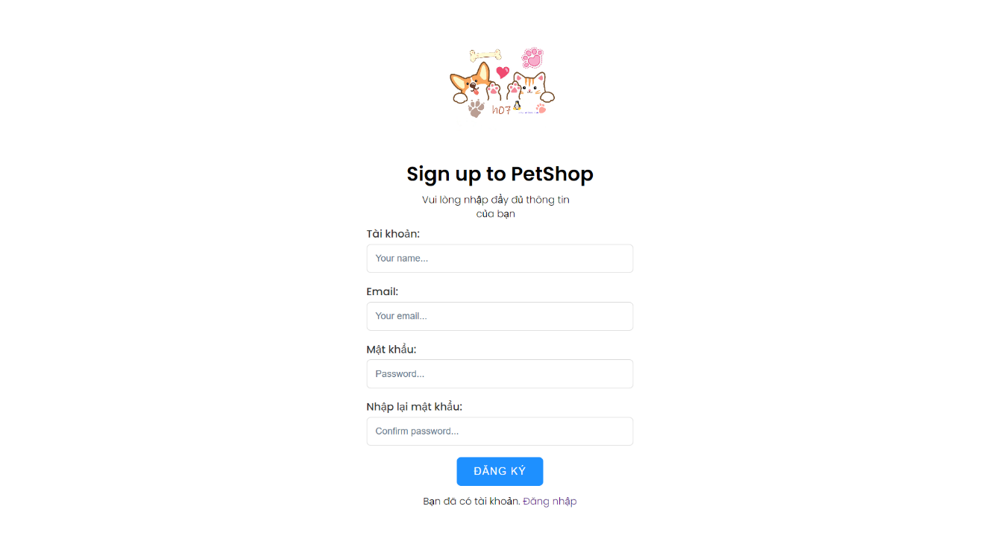 h07
Sign up to PetShop
Vui lòng nhập đầy đủ thông tin
của bạn
Tài khoản:
Your name...
Email:
Your email...
Mật khẩu:
Password...
Nhập lại mật khẩu:
Confirm password...
ĐĂNG KÝ
Bạn đã có tài khoản. Đăng nhập